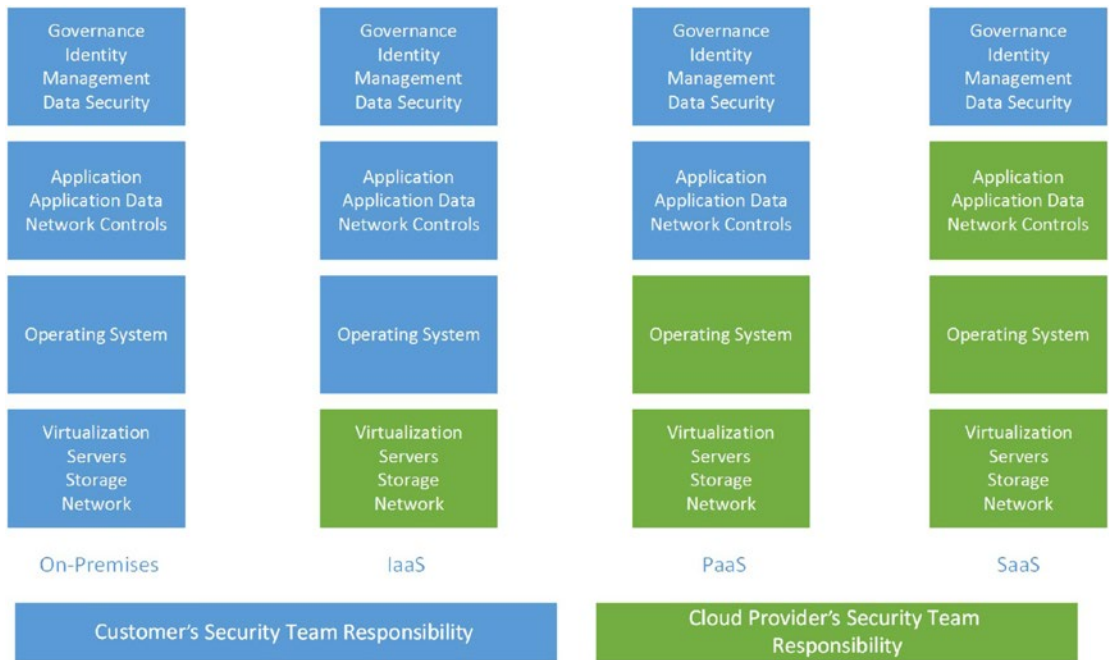 Governance
Identity
Management
Data Security
Governance
Identity
Management
Data Security
Governance
Identity
Management
Data Security
Governance
Identity
Management
Data Security
Application
Application Data
Network Controls
Application
Application Data
Network Controls
Application
Application Data
Network Controls
Application
Application Data
Network Controls
Operating System
Operating System
Operating System
Operating System
Virtualization
Servers
Storage
Network
Virtualization
Servers
Storage
Network
Virtualization
Servers
Storage
Network
Virtualization
Servers
Storage
Network
On-Premises
IaaS
PaaS
SaaS
Customer's Security Team Responsibility
Cloud Provider's Security Team
Responsibility